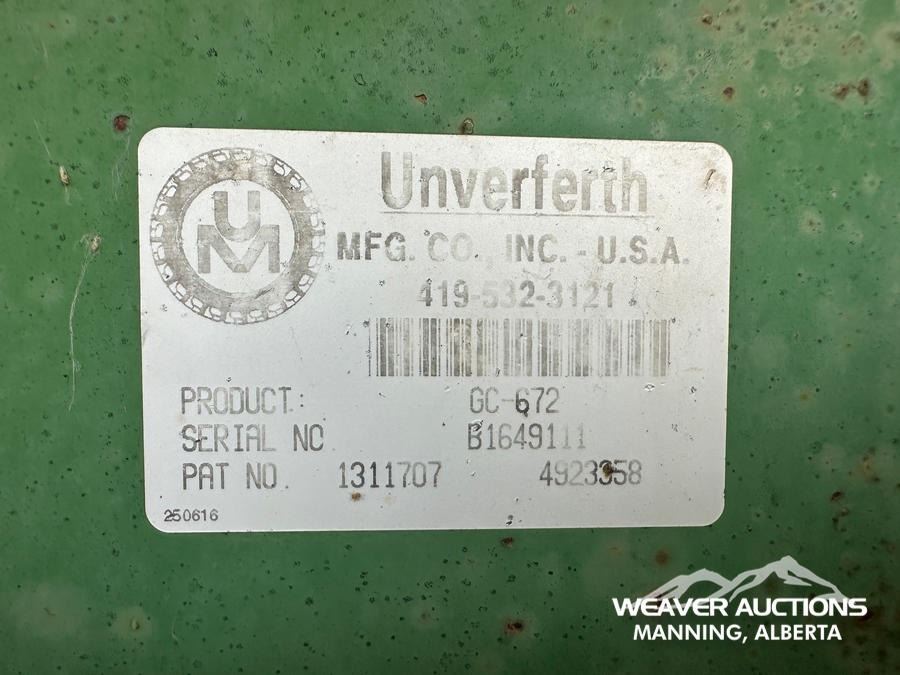 UM
Unverferth
MFG. CO., INC. - U.S.A.
419-532-3121
PRODUCT: GC-672
SERIAL NO B1649111
PAT NO. 1311707 4923358
250616
WEAVER AUCTIONS
MANNING, ALBERTA